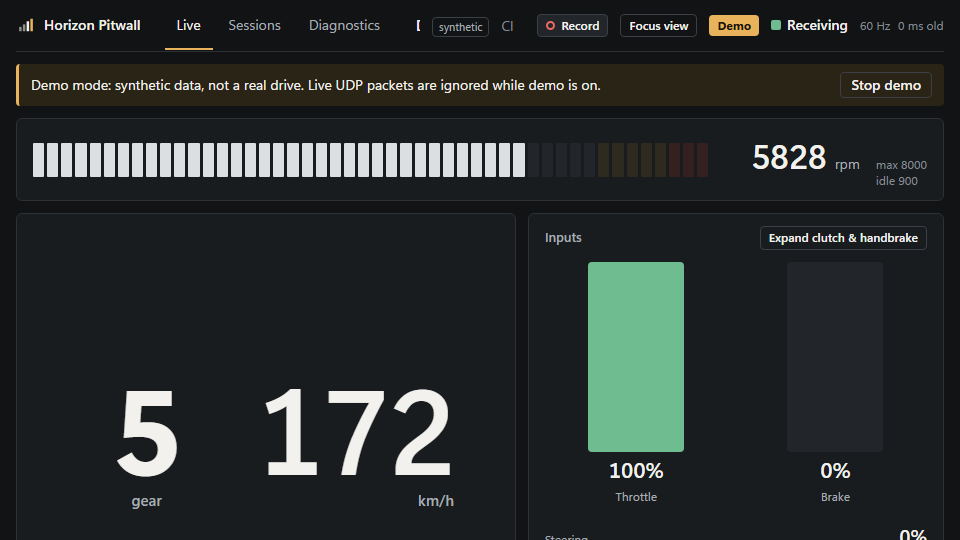 Horizon Pitwall Live Sessions Diagnostics synthetic Record Focus view Demo Receiving 60 Hz 0 ms old
Demo mode: synthetic data, not a real drive. Live UDP packets are ignored while demo is on. Stop demo
5828 rpm max 8000
idle 900
Inputs Expand clutch & handbrake
5 172
gear km/h
100% 0%
Throttle Brake
Steering 0%